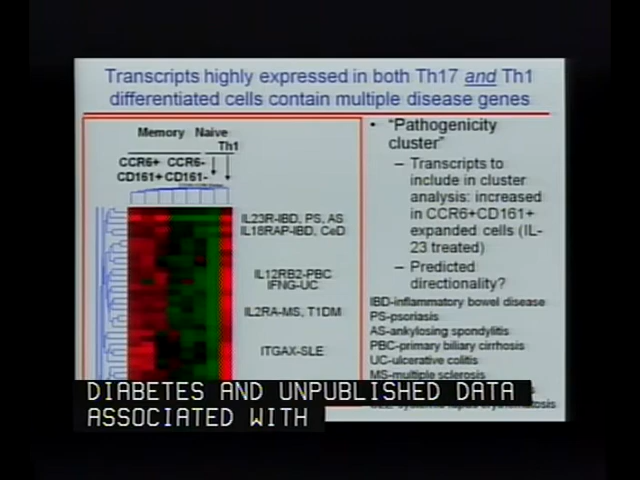 Transcripts highly expressed in both Th17 and Th1
differentiated cells contain multiple disease genes
Memory Naive
Th1
CCR6+ CCR6-
CD161+ CD161-
IL23R-IBD, PS, AS
IL18RAP-IBD, CeD
IL12RB2-PBC
IFNG-UC
IL2RA-MS, T1DM
ITGAX-SLE
• "Pathogenicity
cluster"
– Transcripts to
include in cluster
analysis: increased
in CCR6+CD161+
expanded cells (IL-
23 treated)
– Predicted
directionality?
IBD-inflammatory bowel disease
PS-psoriasis
AS-ankylosing spondylitis
PBC-primary biliary cirrhosis
UC-ulcerative colitis
MS-multiple sclerosis
DIABETES AND UNPUBLISHED DATA
ASSOCIATED WITH